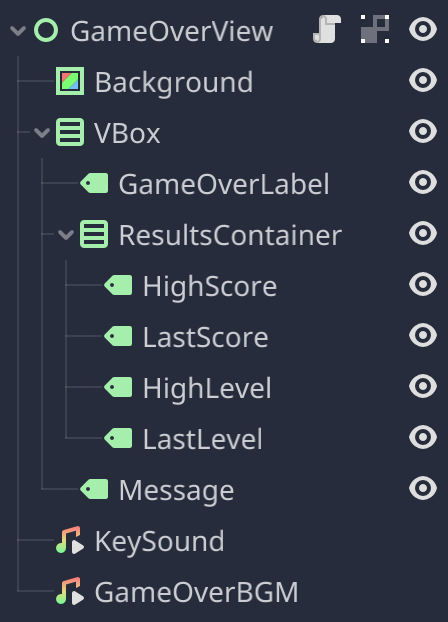 GameOverView
Background
VBox
GameOverLabel
ResultsContainer
HighScore
LastScore
HighLevel
LastLevel
Message
KeySound
GameOverBGM